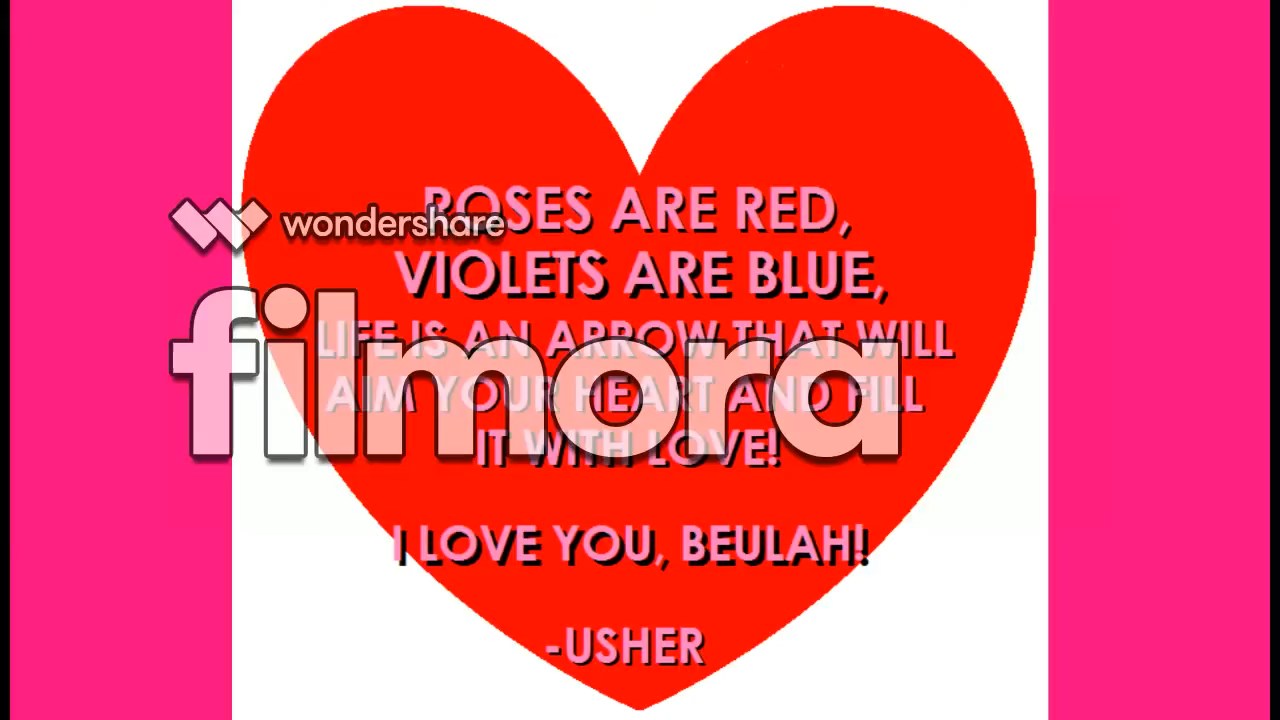 ROSES ARE RED,
wondershare
VIOLETS ARE BLUE,
filmora
LIFE IS AN ARROW THAT WILL
AIM YOUR HEART AND FILL
IT WITH LOVE!
I LOVE YOU, BEULAH!
-USHER